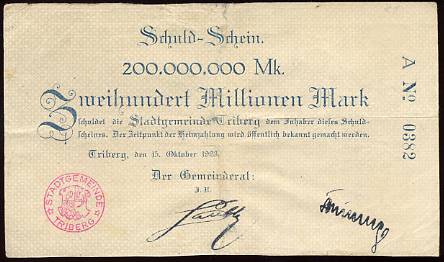 Schuld-Schein.
200.000.000 Mk.
Zweihundert Millionen Mark
schuldet die Stadtgemeinde Triberg dem Inhaber dieses Schuld-
scheines. Der Zeitpunkt der Heimzahlung wird öffentlich bekannt gemacht werden.
Triberg, den 15. Oktober 1923.
Der Gemeinderat:
J. V.
A No 0382
STADTGEMEINDE
TRIBERG